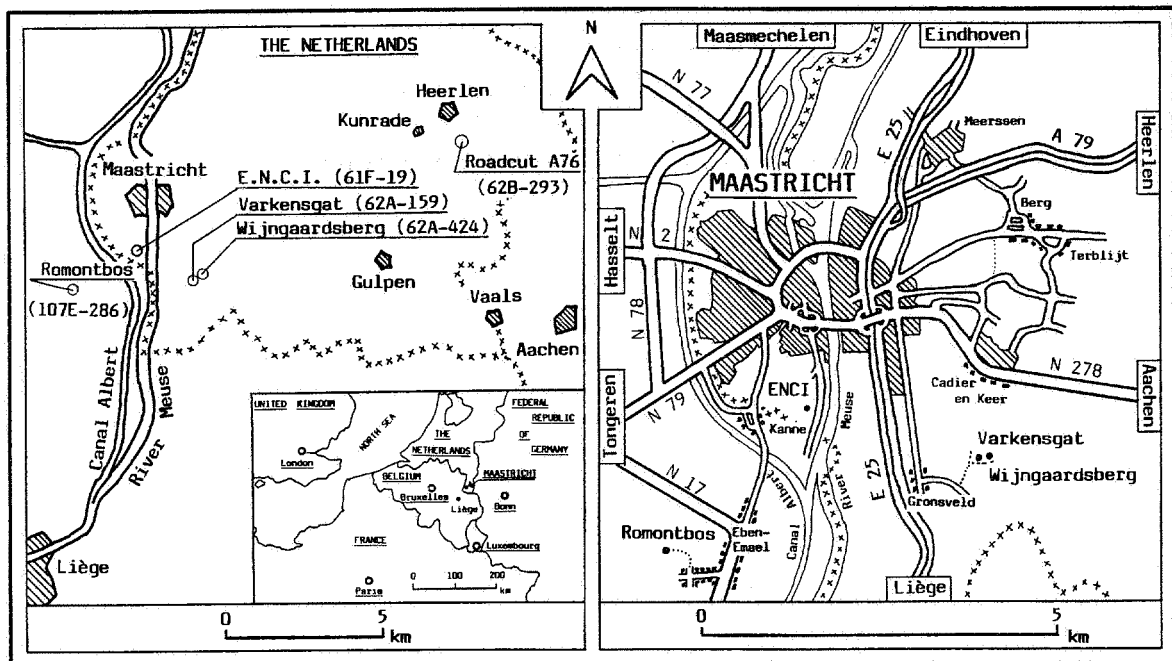 THE NETHERLANDS
Heerlen
Kunrade
Roadcut A76
(62B-293)
Maastricht
E.N.C.I. (61F-19)
Varkensgat (62A-159)
Wijngaardsberg (62A-424)
Romontbos
(107E-286)
Gulpen
Vaals
Aachen
Canal Albert
River Meuse
Liège
UNITED KINGDOM
NORTH SEA
THE
NETHERLANDS
FEDERAL
REPUBLIC
OF
GERMANY
London
BELGIUM
MAASTRICHT
Bruxelles
Liège
Bonn
FRANCE
Luxembourg
Paris
0 100 200
km
0 5
km
N
Maasmechelen
Eindhoven
N 77
E 25
Meerssen
A 79
Heerlen
MAASTRICHT
Berg
Terblijt
Hasselt
N 2
N 78
N 278
Aachen
Cadier
en Keer
ENCI
Kanne
N 79
Tongeren
Meuse
River
Albert
Canal
E 25
Varkensgat
Wijngaardsberg
Gronsveld
N 17
Romontbos
Eben-
Emael
Liège
0 5
km